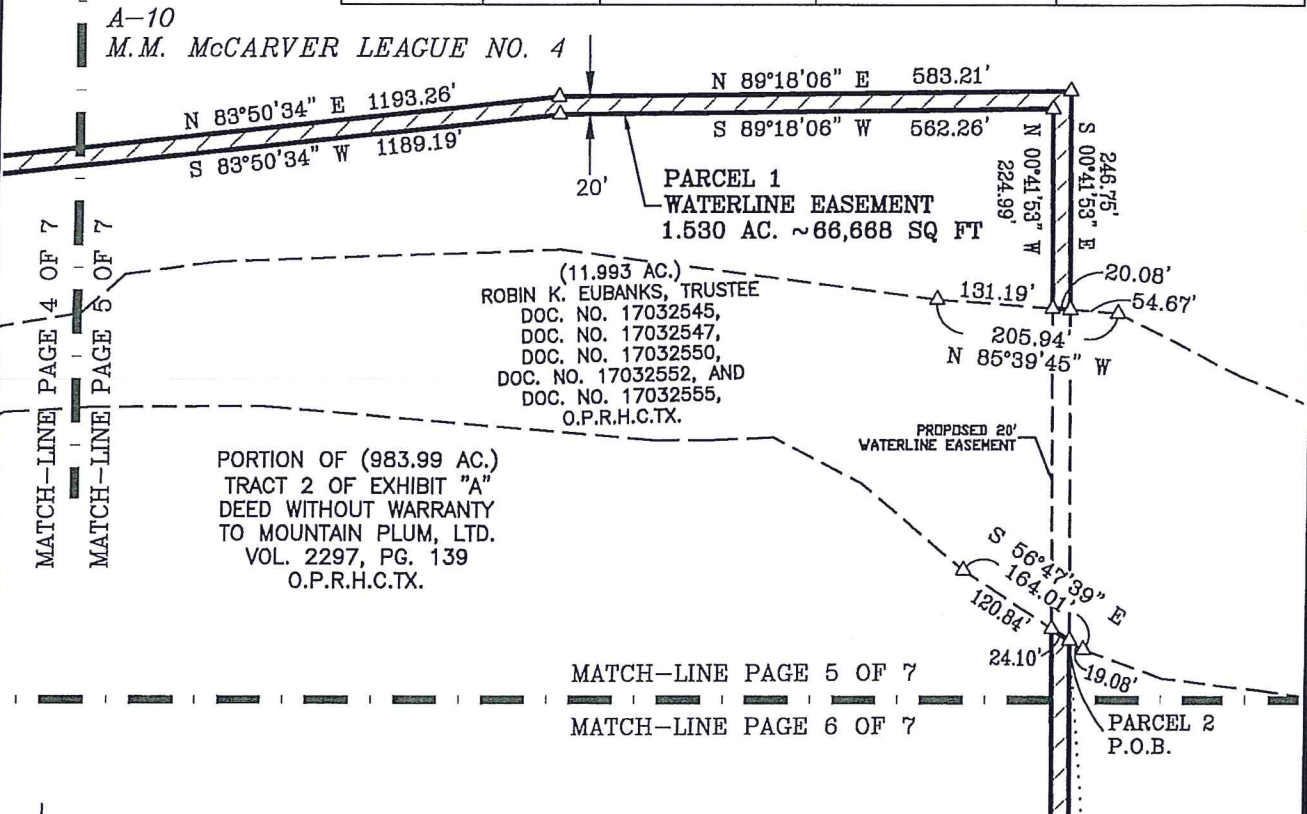 A-10
M.M. McCARVER LEAGUE NO. 4
N 83°50'34" E 1193.26'
S 83°50'34" W 1189.19'
N 89°18'06" E 583.21'
S 89°18'06" W 562.26'
20'
PARCEL 1
WATERLINE EASEMENT
1.530 AC. ~66,668 SQ FT
N 00°41'53" W
224.99'
S 00°41'53" E
246.75'
MATCH-LINE PAGE 4 OF 7
MATCH-LINE PAGE 5 OF 7
(11.993 AC.)
ROBIN K. EUBANKS, TRUSTEE
DOC. NO. 17032545,
DOC. NO. 17032547,
DOC. NO. 17032550,
DOC. NO. 17032552, AND
DOC. NO. 17032555,
O.P.R.H.C.TX.
131.19'
20.08'
54.67'
205.94'
N 85°39'45" W
PROPOSED 20'
WATERLINE EASEMENT
PORTION OF (983.99 AC.)
TRACT 2 OF EXHIBIT "A"
DEED WITHOUT WARRANTY
TO MOUNTAIN PLUM, LTD.
VOL. 2297, PG. 139
O.P.R.H.C.TX.
S 56°47'39" E
164.01'
120.84'
24.10'
19.08'
MATCH-LINE PAGE 5 OF 7
MATCH-LINE PAGE 6 OF 7
PARCEL 2
P.O.B.